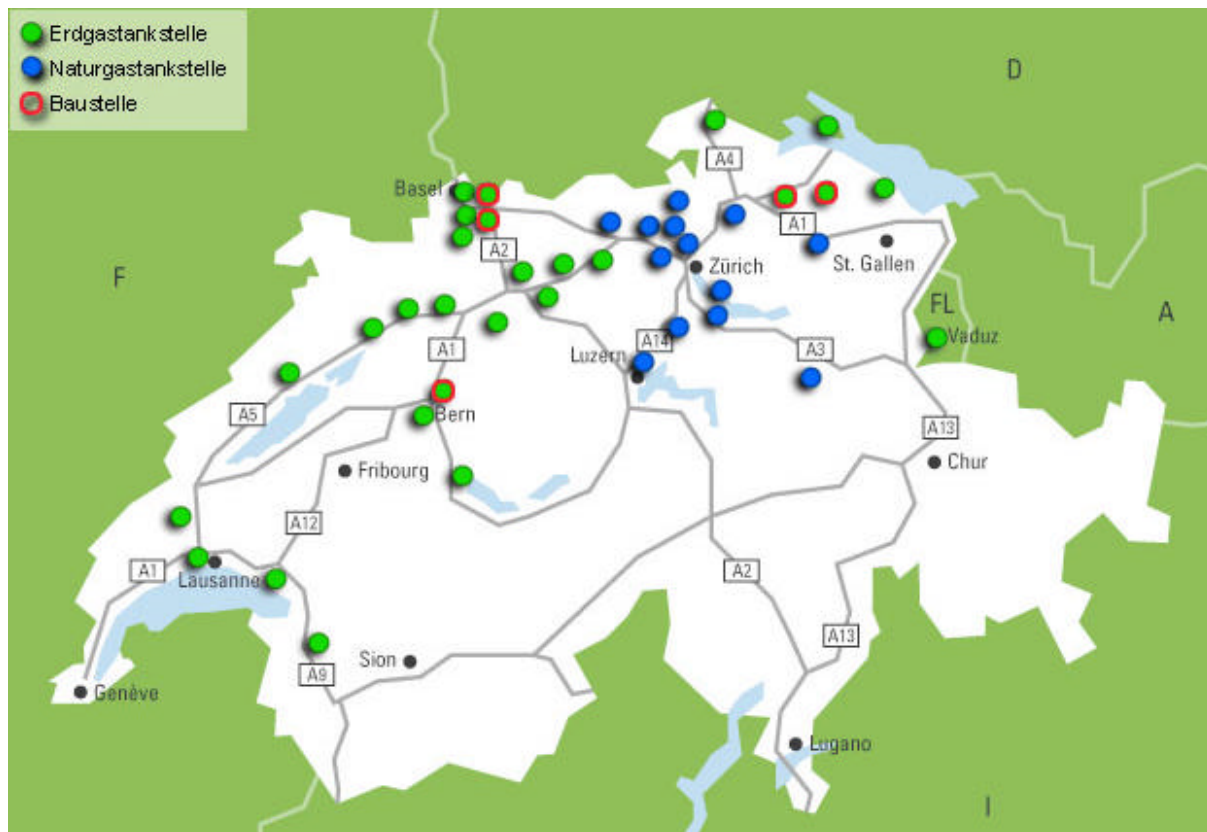 Erdgastankstelle
Naturgastankstelle
Baustelle
D
A4
Basel
A1
A2
Zürich
St. Gallen
F
FL
A
Vaduz
A1
A14
Luzern
A3
A5
Bern
A13
Fribourg
Chur
A12
A1
Lausanne
A2
A13
Sion
A9
Genève
Lugano
I